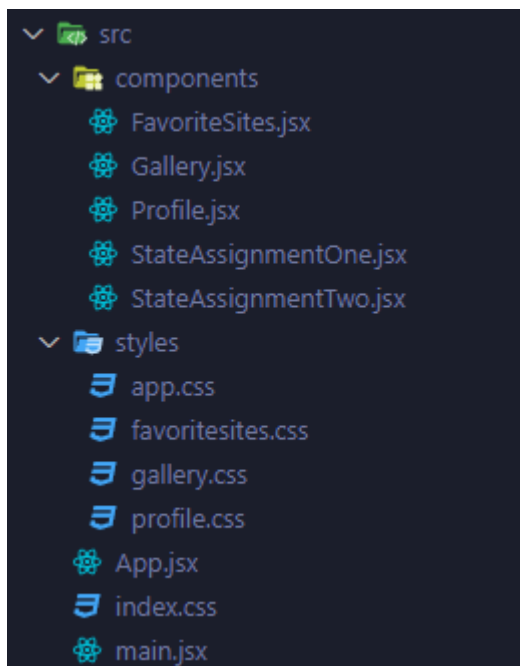 src
components
FavoriteSites.jsx
Gallery.jsx
Profile.jsx
StateAssignmentOne.jsx
StateAssignmentTwo.jsx
styles
app.css
favoritesites.css
gallery.css
profile.css
App.jsx
index.css
main.jsx